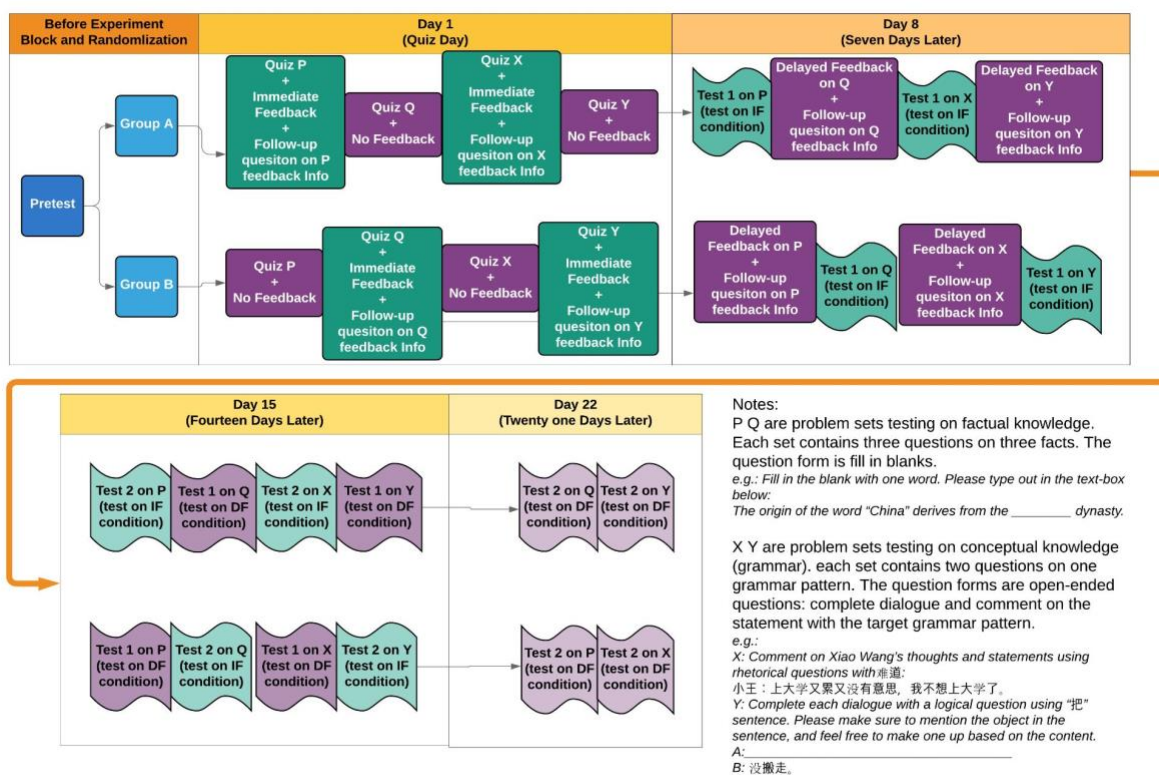 Before Experiment
Block and Randomlization
Day 1
(Quiz Day)
Day 8
(Seven Days Later)
Pretest
Group A
Quiz P
+
Immediate
Feedback
+
Follow-up
quesiton on P
feedback Info
Quiz Q
+
No Feedback
Quiz X
+
Immediate
Feedback
+
Follow-up
quesiton on X
feedback Info
Quiz Y
+
No Feedback
Test 1 on P
(test on IF
condition)
Delayed Feedback
on Q
+
Follow-up
quesiton on Q
feedback Info
Test 1 on X
(test on IF
condition)
Delayed Feedback
on Y
+
Follow-up
quesiton on Y
feedback Info
Group B
Quiz P
+
No Feedback
Quiz Q
+
Immediate
Feedback
+
Follow-up
quesiton on Q
feedback Info
Quiz X
+
No Feedback
Quiz Y
+
Immediate
Feedback
+
Follow-up
quesiton on Y
feedback Info
Delayed
Feedback on P
+
Follow-up
quesiton on P
feedback Info
Test 1 on Q
(test on IF
condition)
Delayed
Feedback on X
+
Follow-up
quesiton on X
feedback Info
Test 1 on Y
(test on IF
condition)
Day 15
(Fourteen Days Later)
Day 22
(Twenty one Days Later)
Test 2 on P
(test on IF
condition)
Test 1 on Q
(test on DF
condition)
Test 2 on X
(test on IF
condition)
Test 1 on Y
(test on DF
condition)
Test 2 on Q
(test on DF
condition)
Test 2 on Y
(test on DF
condition)
Test 1 on P
(test on DF
condition)
Test 2 on Q
(test on IF
condition)
Test 1 on X
(test on DF
condition)
Test 2 on Y
(test on IF
condition)
Test 2 on P
(test on DF
condition)
Test 2 on X
(test on DF
condition)
Notes:
P Q are problem sets testing on factual knowledge.
Each set contains three questions on three facts. The
question form is fill in blanks.
e.g.: Fill in the blank with one word. Please type out in the text-box
below:
The origin of the word “China” derives from the ________ dynasty.
X Y are problem sets testing on conceptual knowledge
(grammar). each set contains two questions on one
grammar pattern. The question forms are open-ended
questions: complete dialogue and comment on the
statement with the target grammar pattern.
e.g.:
X: Comment on Xiao Wang’s thoughts and statements using
rhetorical questions with难道:
小王：上大学又累又没有意思，我不想上大学了。
Y: Complete each dialogue with a logical question using “把”
sentence. Please make sure to mention the object in the
sentence, and feel free to make one up based on the content.
A:____________________________________
B: 没搬走。